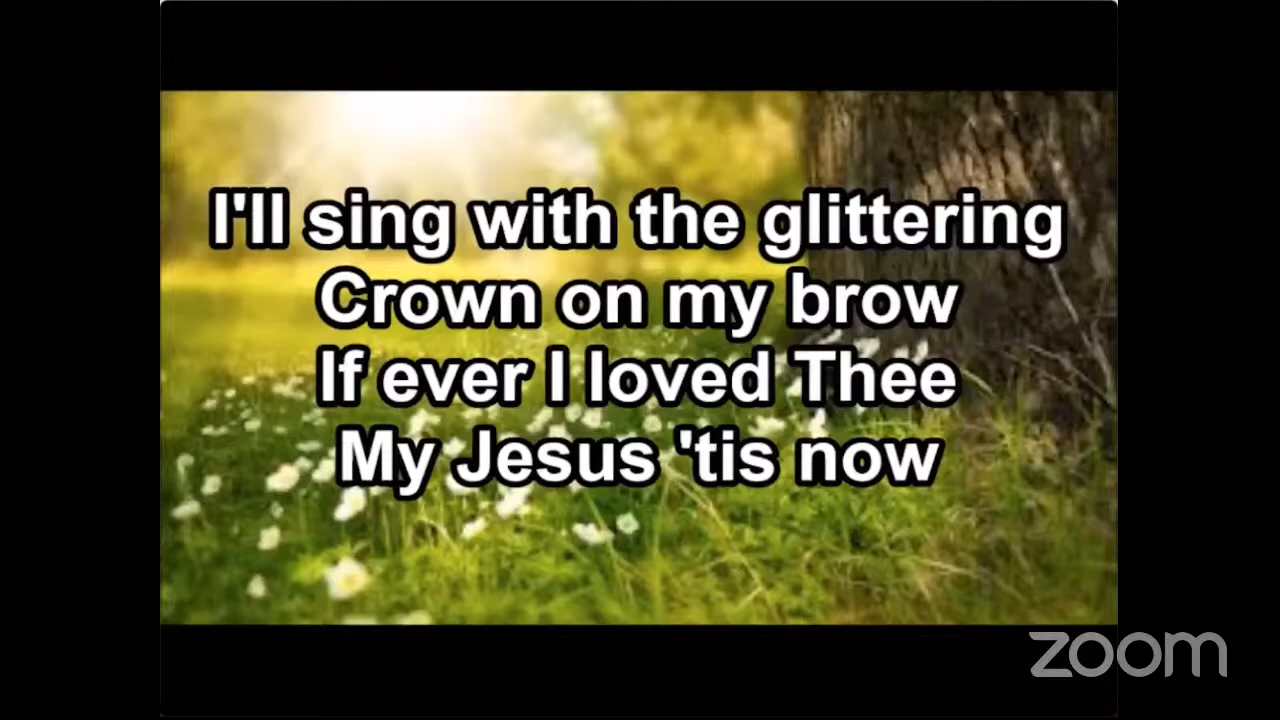 I'll sing with the glittering
Crown on my brow
If ever I loved Thee
My Jesus 'tis now
zoom